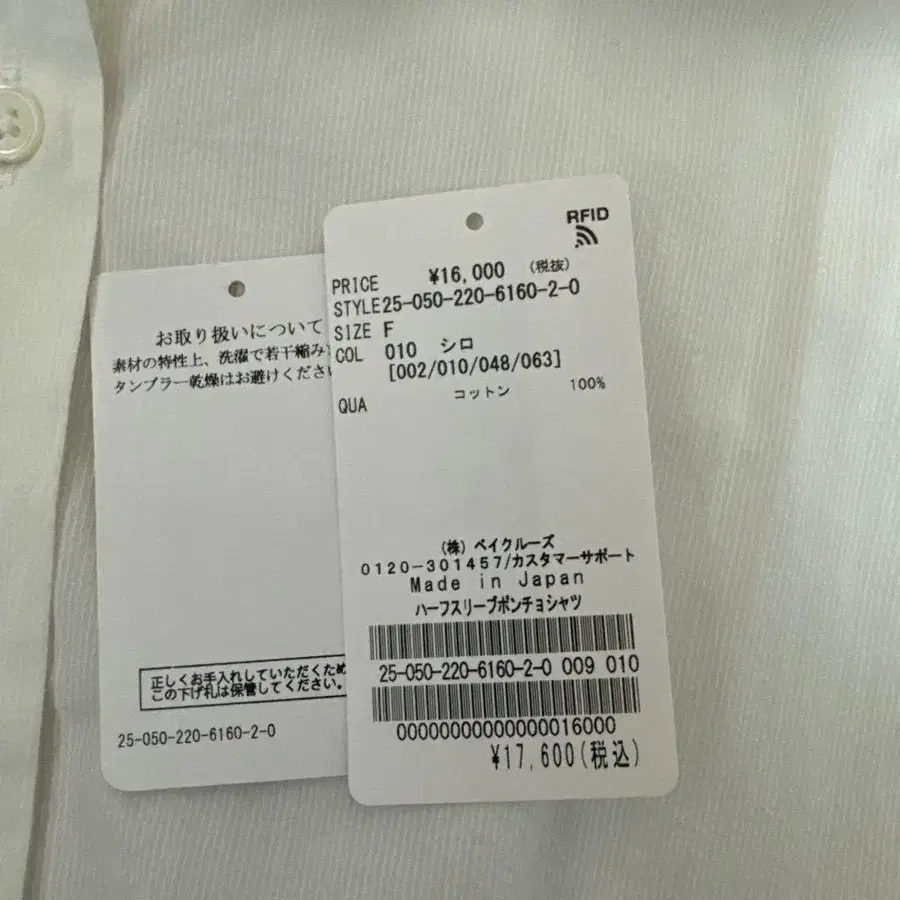 お取り扱いについて
素材の特性上、洗濯で若干縮み
タンブラー乾燥はお避けください
正しくお手入れしていただくため
この下げ札は保管してください。
25-050-220-6160-2-0
RFID
PRICE ¥16,000 (税抜)
STYLE25-050-220-6160-2-0
SIZE F
COL 010 シロ
[002/010/048/063]
QUA コットン 100%
(株) ベイクルーズ
0120-301457/カスタマーサポート
Made in Japan
ハーフスリーブポンチョシャツ
25-050-220-6160-2-0 009 010
00000000000000016000
¥17,600(税込)